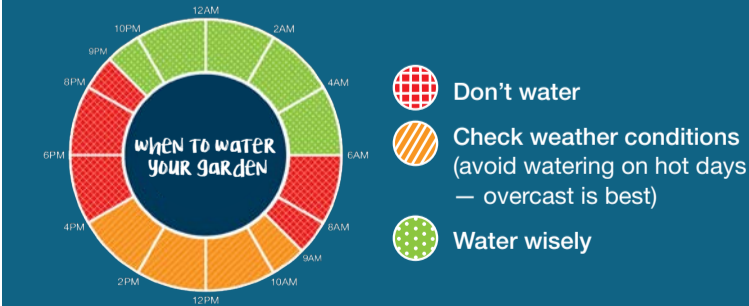 12AM
2AM
4AM
6AM
8AM
9AM
10AM
12PM
2PM
4PM
6PM
8PM
9PM
10PM
WHEN TO WATER
YOUR GARDEN
Don't water
Check weather conditions
(avoid watering on hot days
— overcast is best)
Water wisely